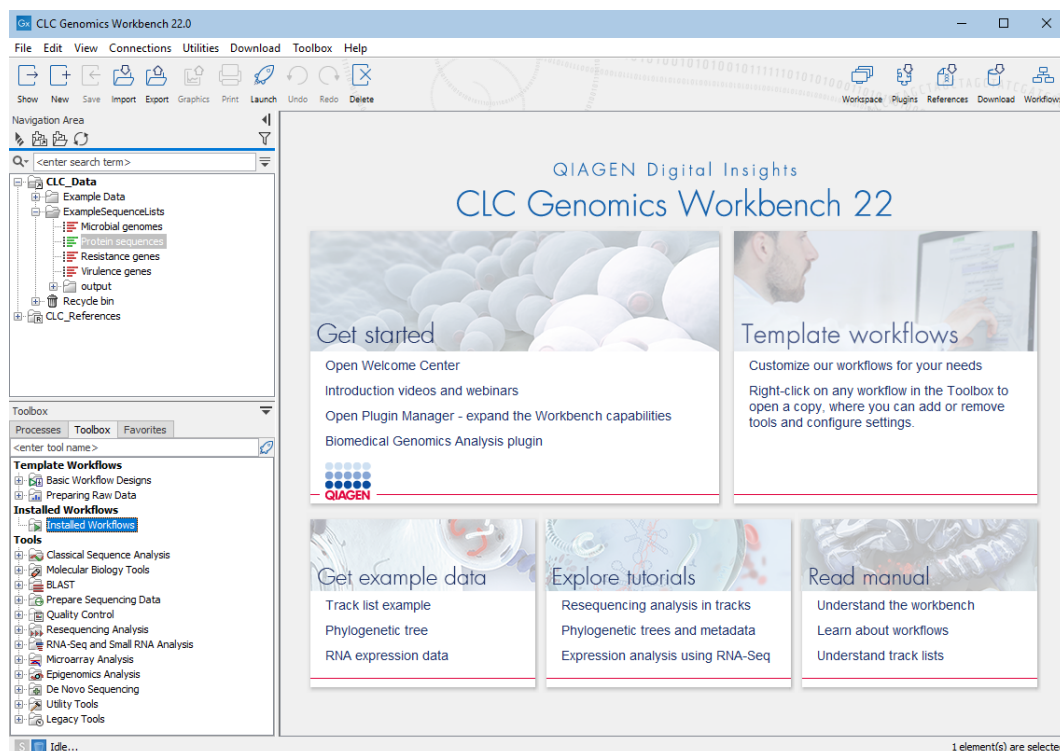 Gx CLC Genomics Workbench 22.0
File Edit View Connections Utilities Download Toolbox Help
Show New Save Import Export Graphics Print Launch Undo Redo Delete
Workspace Plugins References Download Workflows
Navigation Area
<enter search term>
CLC_Data
Example Data
ExampleSequenceLists
Microbial genomes
Protein sequences
Resistance genes
Virulence genes
output
Recycle bin
CLC_References
Toolbox
Processes Toolbox Favorites
<enter tool name>
Template Workflows
Basic Workflow Designs
Preparing Raw Data
Installed Workflows
Installed Workflows
Tools
Classical Sequence Analysis
Molecular Biology Tools
BLAST
Prepare Sequencing Data
Quality Control
Resequencing Analysis
RNA-Seq and Small RNA Analysis
Microarray Analysis
Epigenomics Analysis
De Novo Sequencing
Utility Tools
Legacy Tools
QIAGEN Digital Insights
CLC Genomics Workbench 22
Get started
Open Welcome Center
Introduction videos and webinars
Open Plugin Manager - expand the Workbench capabilities
Biomedical Genomics Analysis plugin
QIAGEN
Template workflows
Customize our workflows for your needs
Right-click on any workflow in the Toolbox to
open a copy, where you can add or remove
tools and configure settings.
Get example data
Track list example
Phylogenetic tree
RNA expression data
Explore tutorials
Resequencing analysis in tracks
Phylogenetic trees and metadata
Expression analysis using RNA-Seq
Read manual
Understand the workbench
Learn about workflows
Understand track lists
S Idle...
1 element(s) are selected